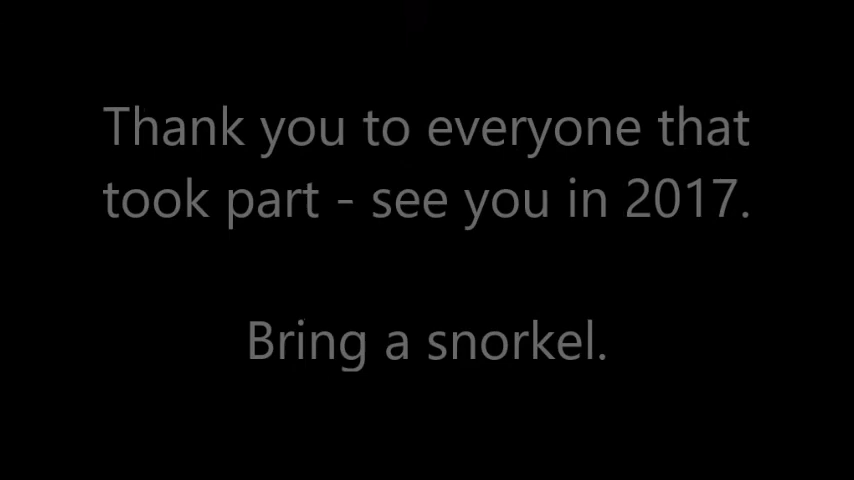 Thank you to everyone that
took part - see you in 2017.
Bring a snorkel.